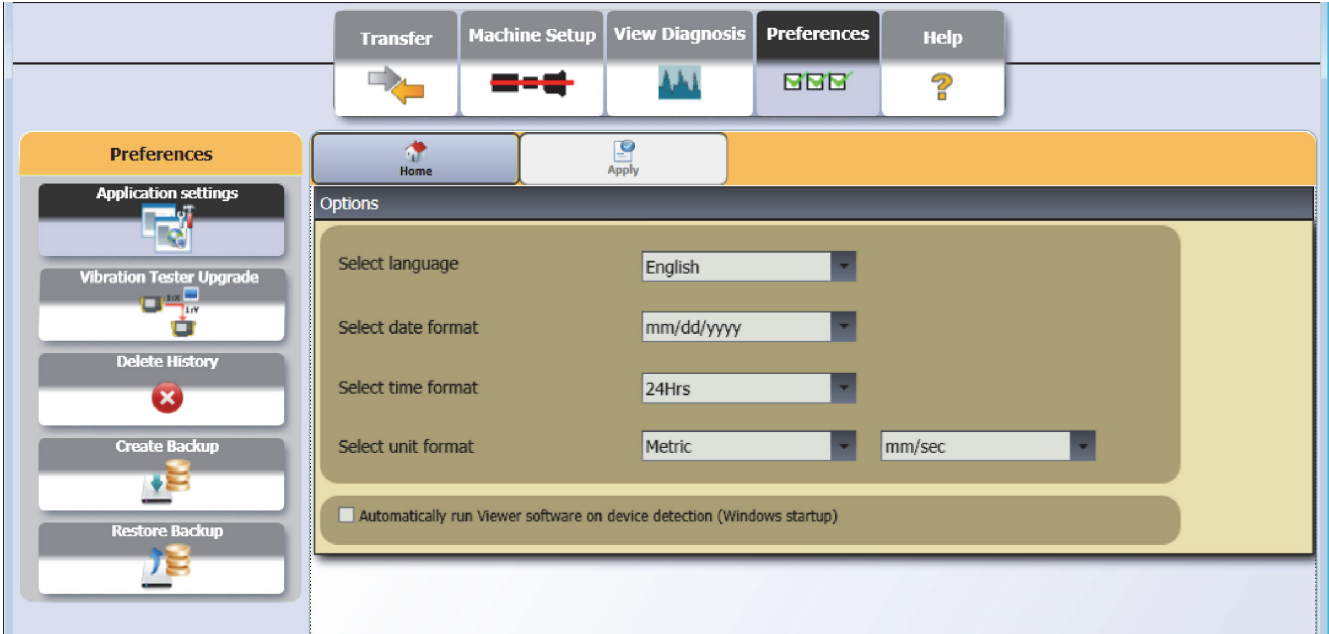 Transfer
Machine Setup
View Diagnosis
Preferences
Help
Preferences
Application settings
Vibration Tester Upgrade
1:X
1:Y
Delete History
Create Backup
Restore Backup
Home
Apply
Options
Select language
English
Select date format
mm/dd/yyyy
Select time format
24Hrs
Select unit format
Metric
mm/sec
Automatically run Viewer software on device detection (Windows startup)